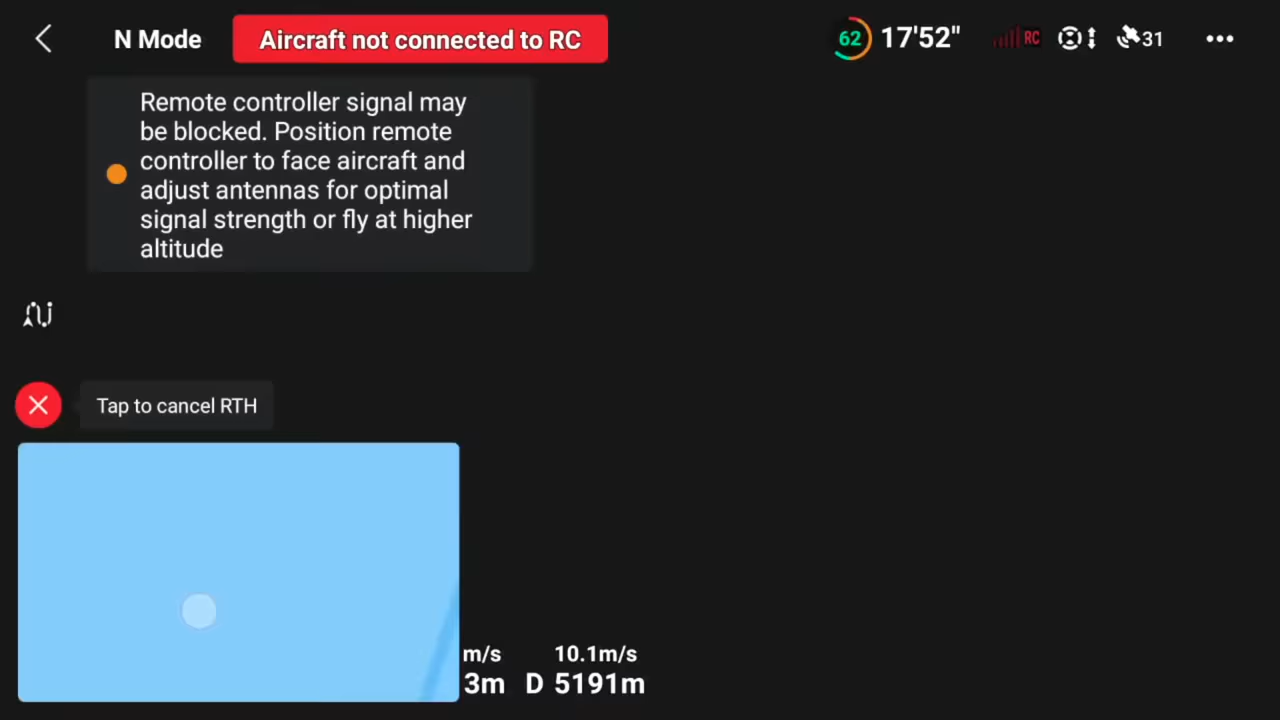 N Mode
Aircraft not connected to RC
62
17'52"
RC
31
Remote controller signal may
be blocked. Position remote
controller to face aircraft and
adjust antennas for optimal
signal strength or fly at higher
altitude
Tap to cancel RTH
m/s 10.1m/s
3m D 5191m